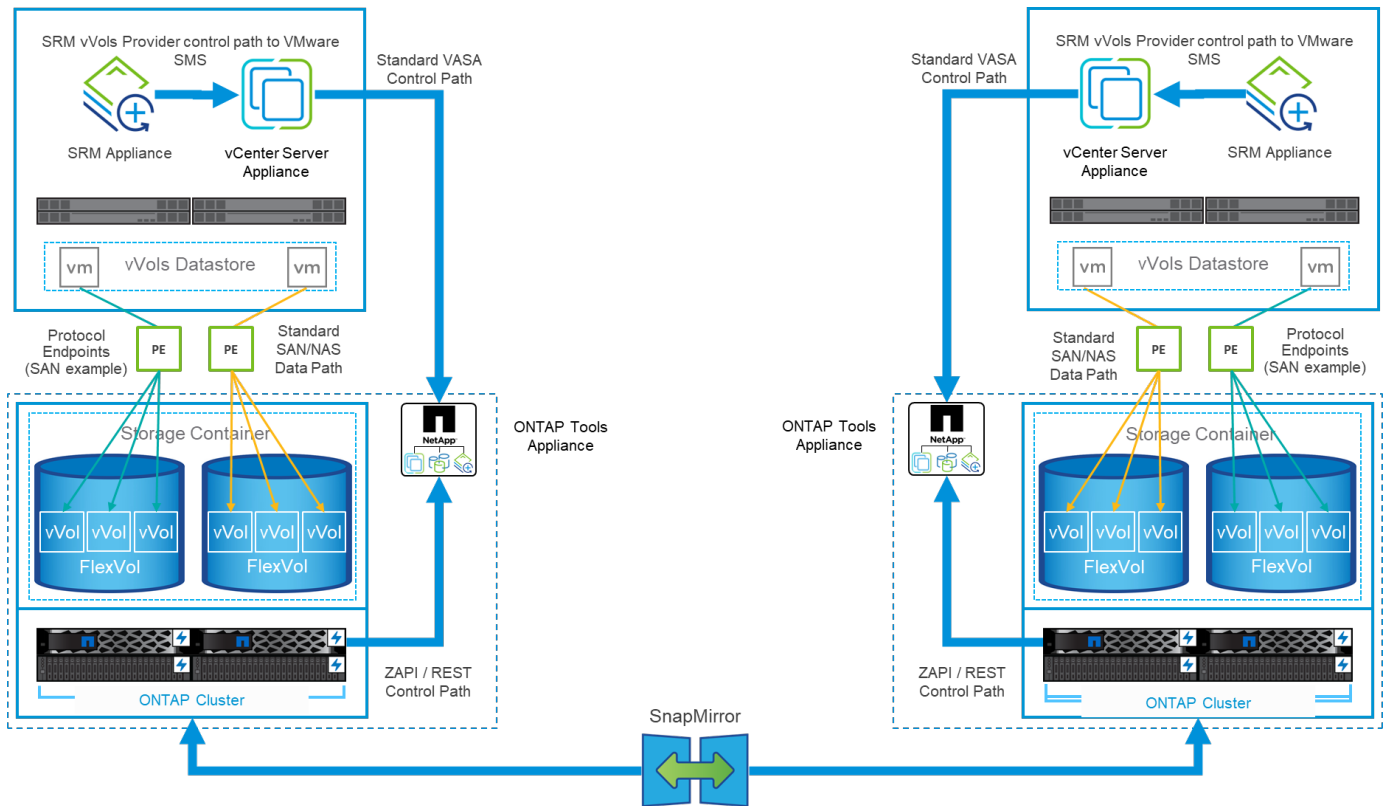 SRM vVols Provider control path to VMware
SMS
SRM Appliance
vCenter Server
Appliance
Standard VASA
Control Path
vm
vVols Datastore
vm
Protocol
Endpoints
(SAN example)
PE
PE
Standard
SAN/NAS
Data Path
Storage Container
vVol
vVol
vVol
FlexVol
vVol
vVol
vVol
FlexVol
NetApp
ONTAP Tools
Appliance
ZAPI / REST
Control Path
ONTAP Cluster
SnapMirror
SRM vVols Provider control path to VMware
SMS
Standard VASA
Control Path
vCenter Server
Appliance
SRM Appliance
vm
vVols Datastore
vm
Standard
SAN/NAS
Data Path
PE
PE
Protocol
Endpoints
(SAN example)
ONTAP Tools
Appliance
NetApp
Storage Container
vVol
vVol
vVol
FlexVol
vVol
vVol
vVol
FlexVol
ZAPI / REST
Control Path
ONTAP Cluster